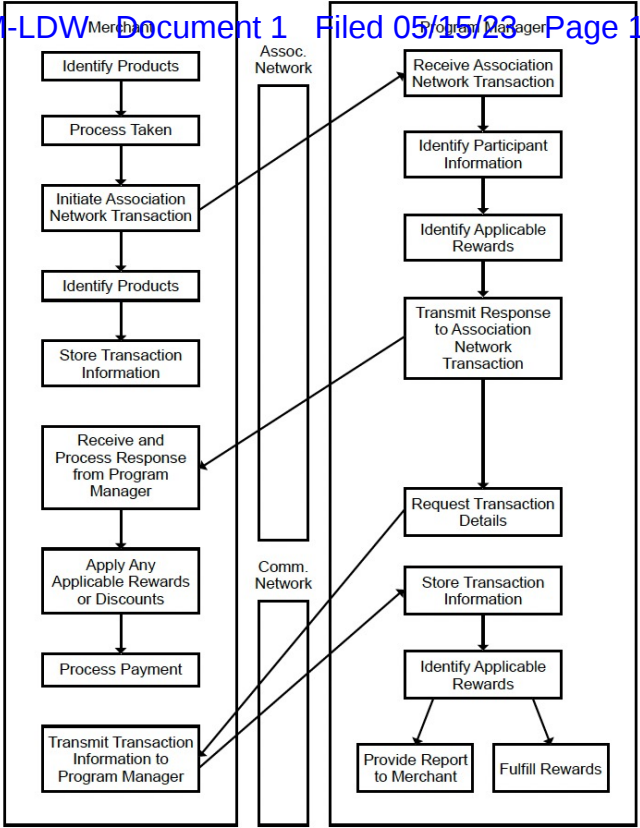 Merchant
M-LDW Document 1 Filed 05/15/23 Page 1
Program Manager
Identify Products
Process Taken
Initiate Association
Network Transaction
Identify Products
Store Transaction
Information
Receive and
Process Response
from Program
Manager
Apply Any
Applicable Rewards
or Discounts
Process Payment
Transmit Transaction
Information to
Program Manager
Assoc.
Network
Comm.
Network
Receive Association
Network Transaction
Identify Participant
Information
Identify Applicable
Rewards
Transmit Response
to Association
Network
Transaction
Request Transaction
Details
Store Transaction
Information
Identify Applicable
Rewards
Provide Report
to Merchant
Fulfill Rewards